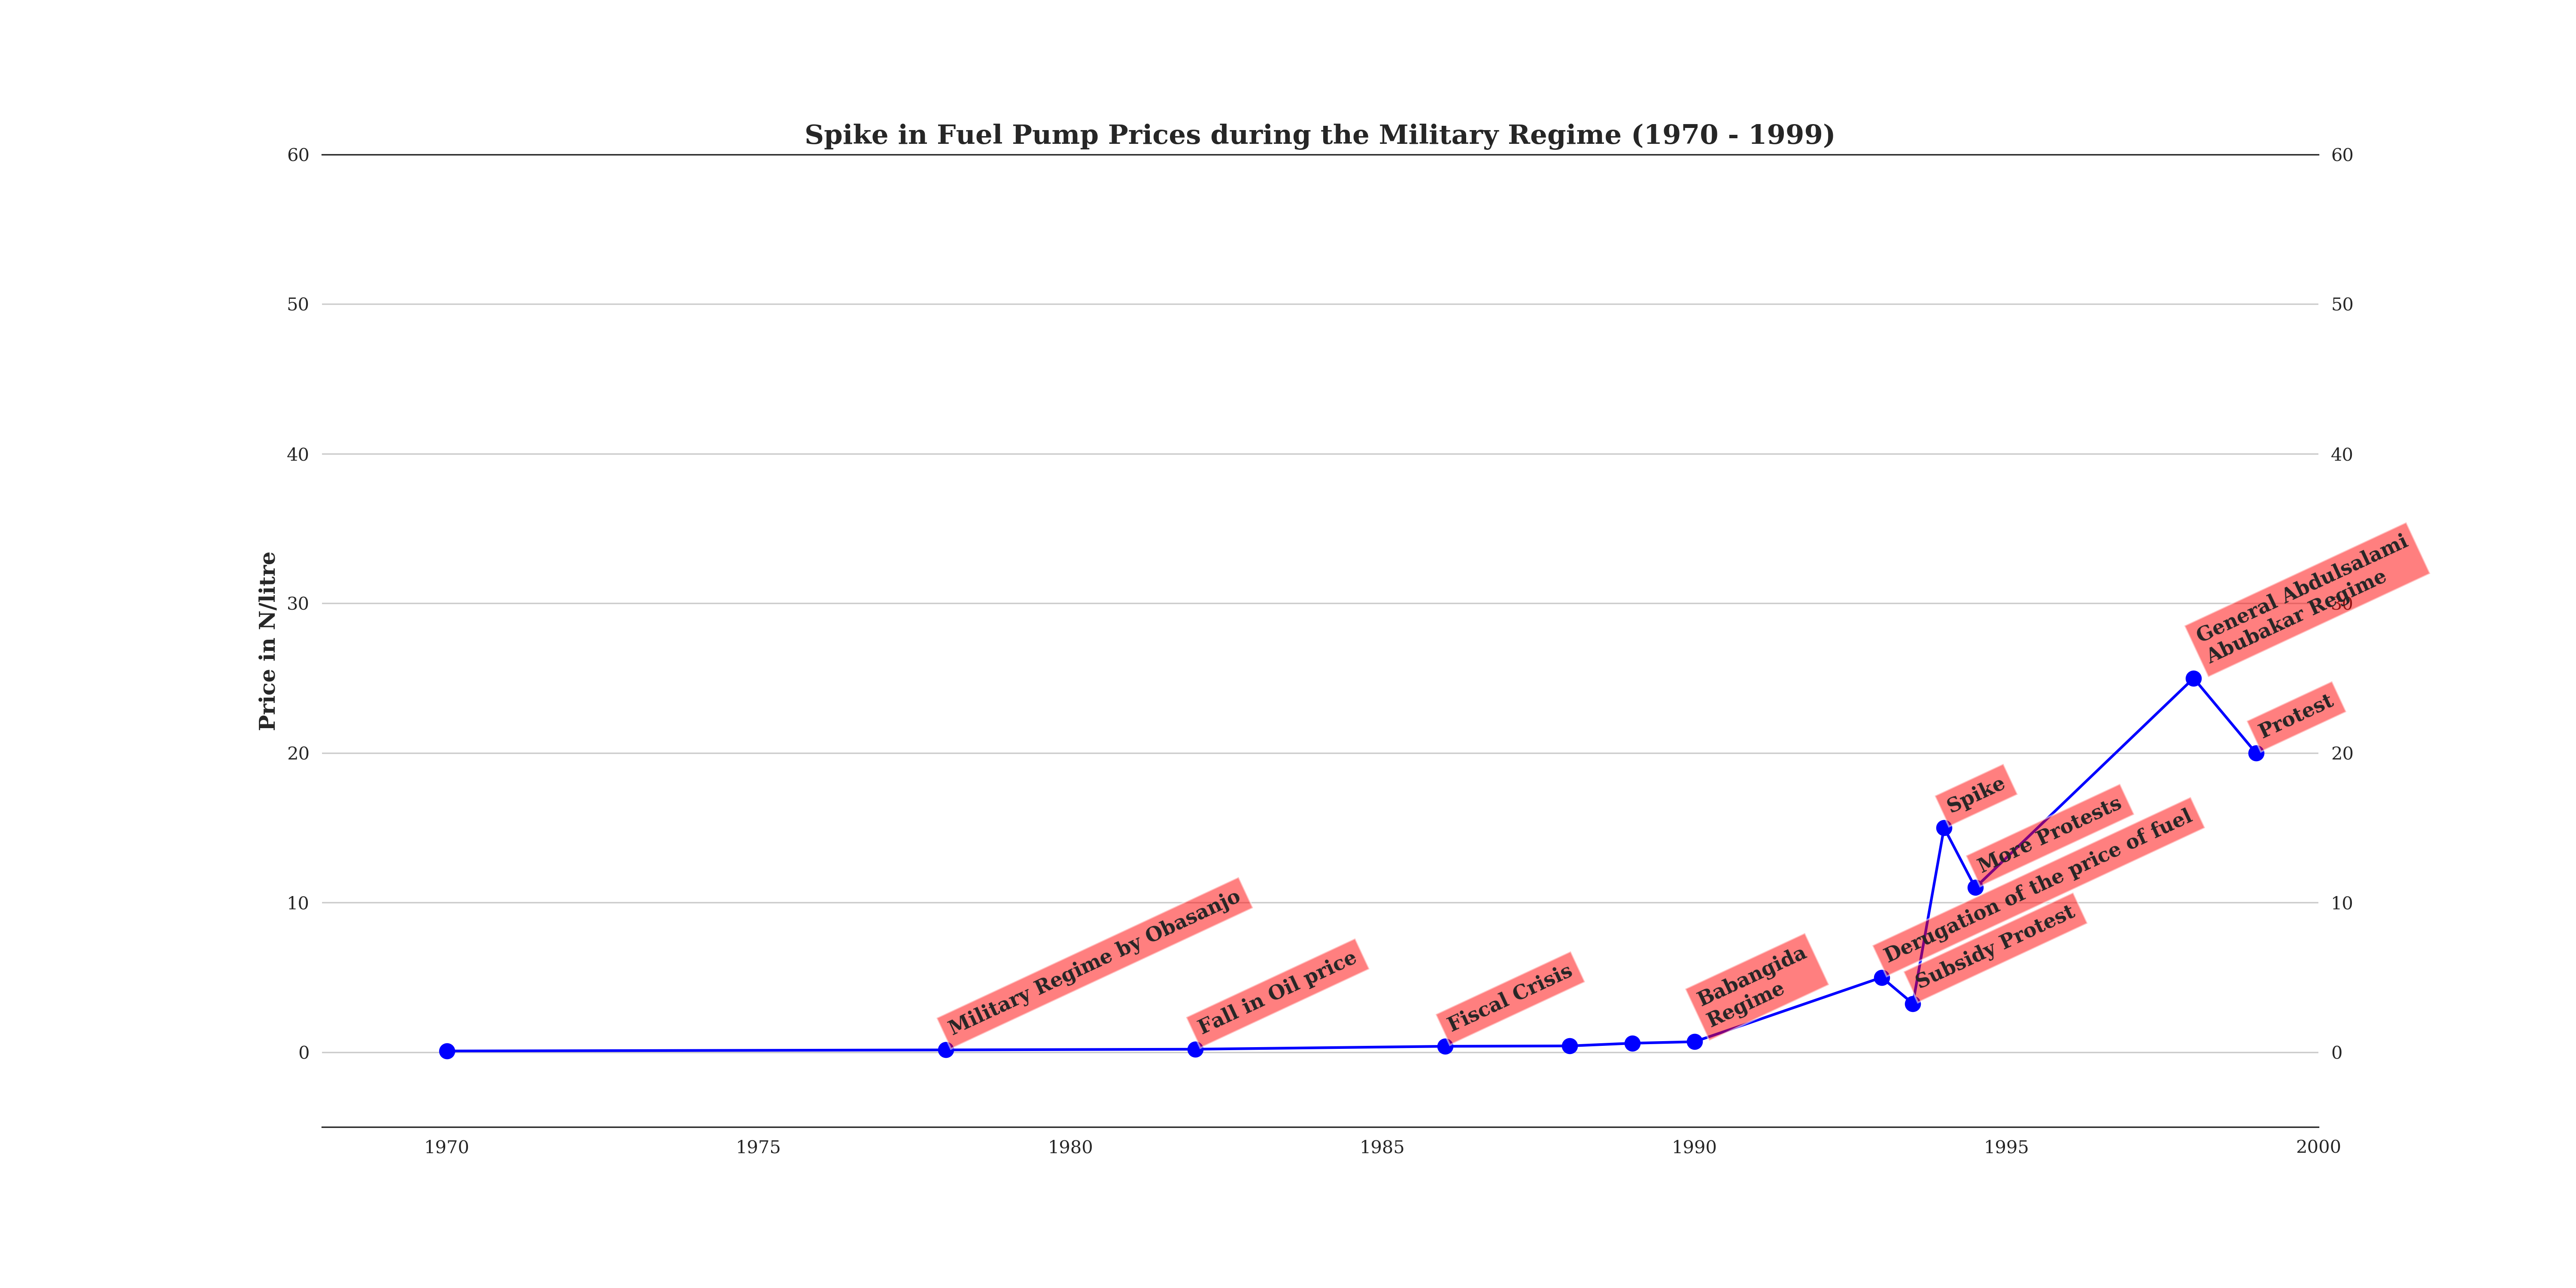 Spike in Fuel Pump Prices during the Military Regime (1970 - 1999)
60
60
50
50
40
40
General Abdulsalami
Abubakar Regime
30
30
Price in N/litre
Protest
20
20
Spike
More Protests
Derugation of the price of fuel
10
10
Subsidy Protest
Military Regime by Obasanjo
Fall in Oil price
Fiscal Crisis
Babangida
Regime
0
0
1970
1975
1980
1985
1990
1995
2000